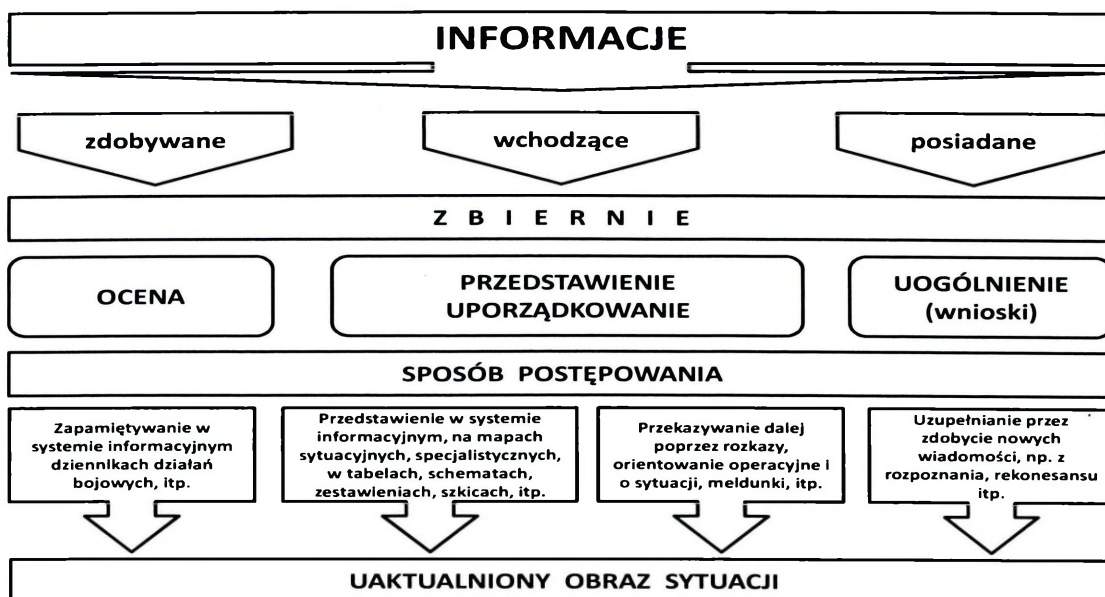 INFORMACJE
zdobywane
wchodzące
posiadane
Z B I E R N I E
OCENA
PRZEDSTAWIENIE
UPORZĄDKOWANIE
UOGÓLNIENIE
(wnioski)
SPOSÓB POSTĘPOWANIA
Zapamiętywanie w
systemie informacyjnym
dziennikach działań
bojowych, itp.
Przedstawienie w systemie
informacyjnym, na mapach
sytuacyjnych, specjalistycznych,
w tabelach, schematach,
zestawieniach, szkicach, itp.
Przekazywanie dalej
poprzez rozkazy,
orientowanie operacyjne i
o sytuacji, meldunki, itp.
Uzupełnianie przez
zdobycie nowych
wiadomości, np. z
rozpoznania, rekonesansu
itp.
UAKTUALNIONY OBRAZ SYTUACJI